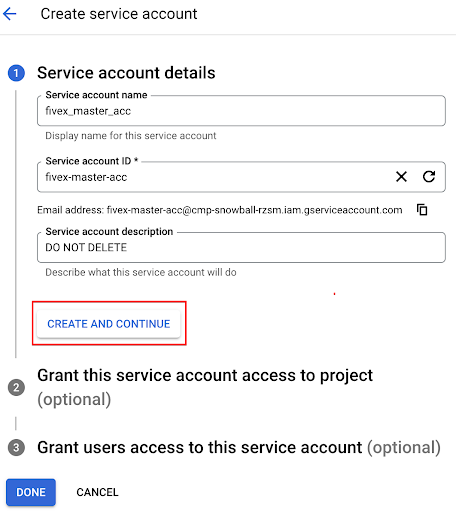 Create service account
1 Service account details
Service account name
fivex_master_acc
Display name for this service account
Service account ID *
fivex-master-acc
Email address: fivex-master-acc@cmp-snowball-rzsm.iam.gserviceaccount.com
Service account description
DO NOT DELETE
Describe what this service account will do
CREATE AND CONTINUE
2 Grant this service account access to project
(optional)
3 Grant users access to this service account (optional)
DONE CANCEL